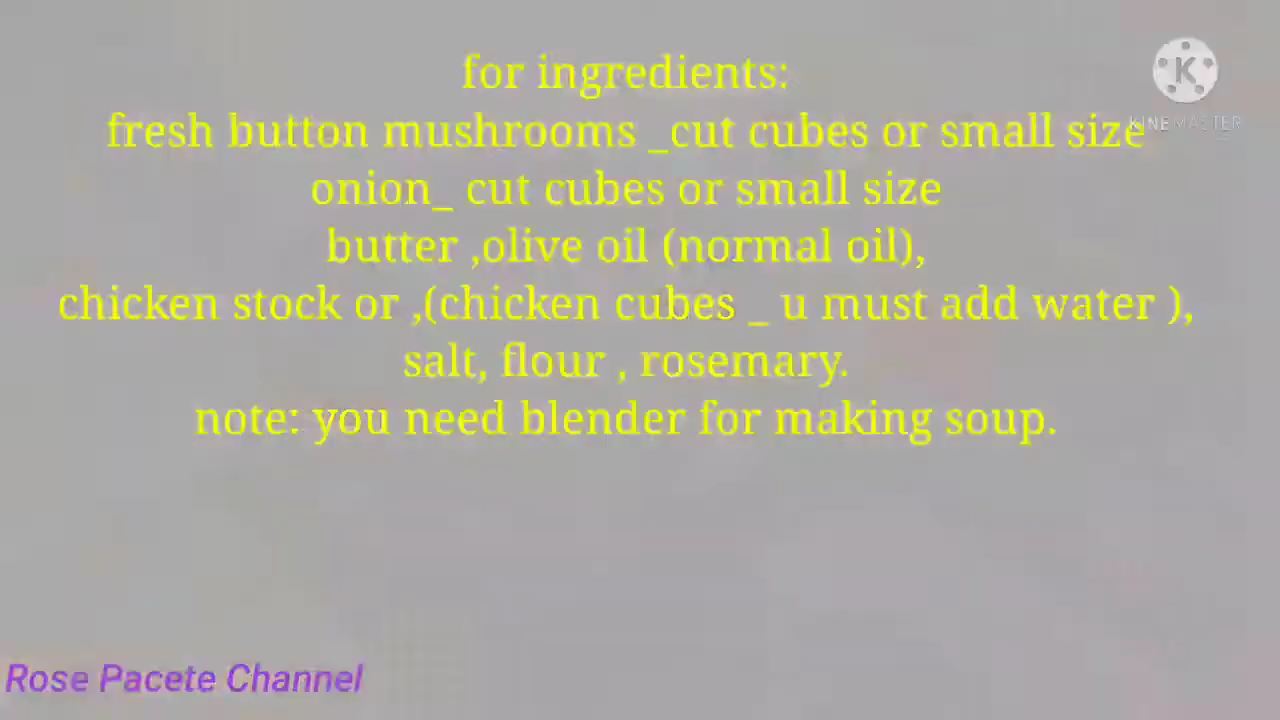 for ingredients:
fresh button mushrooms _cut cubes or small size
onion_ cut cubes or small size
butter ,olive oil (normal oil),
chicken stock or ,(chicken cubes _ u must add water ),
salt, flour , rosemary.
note: you need blender for making soup.
K
KINEMASTER
Rose Pacete Channel